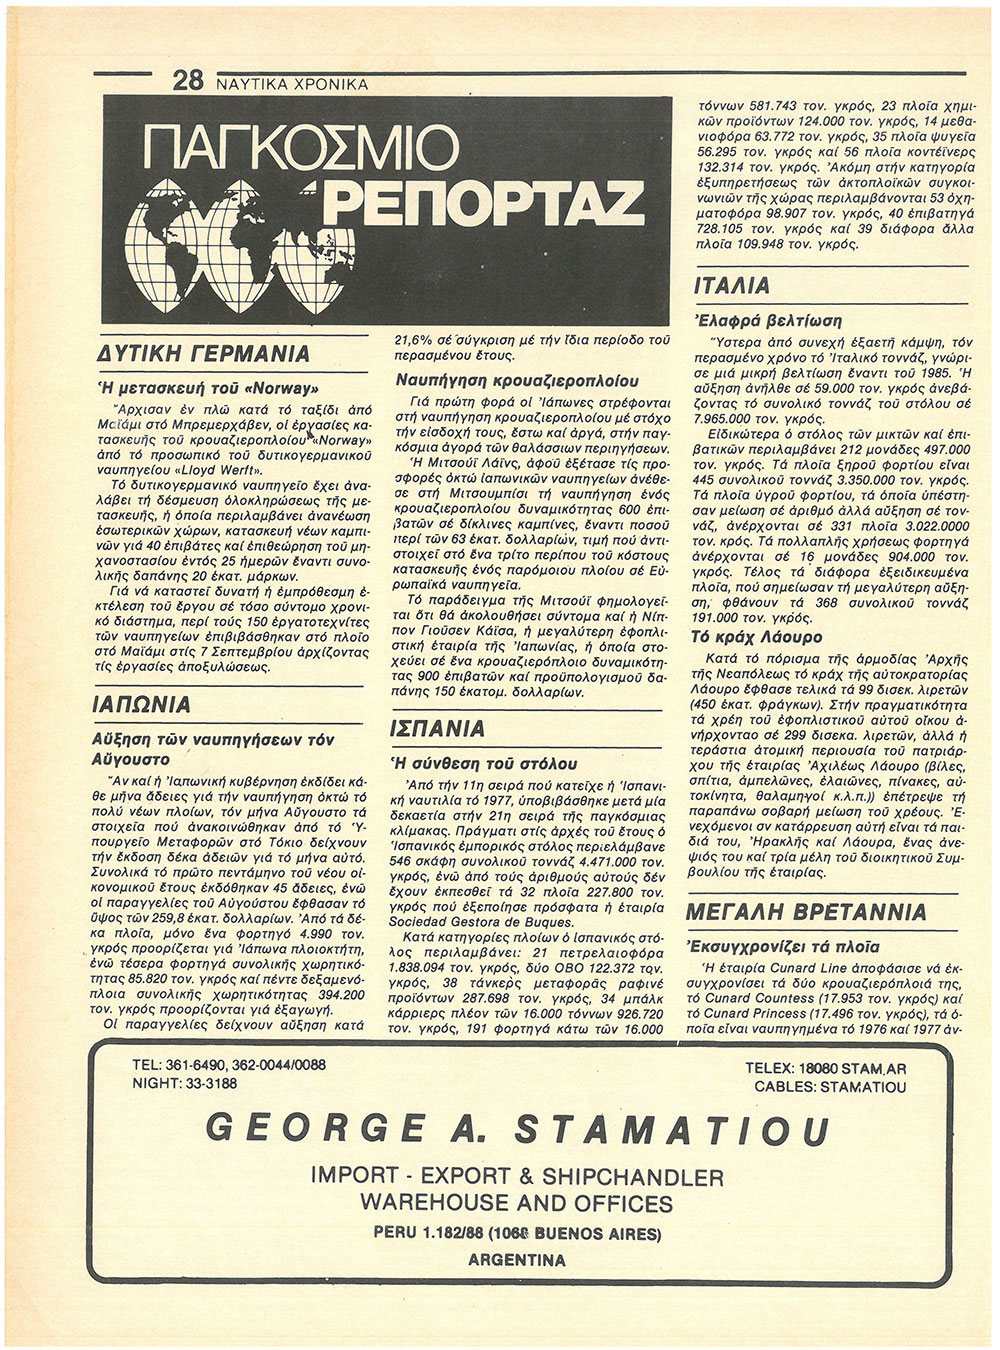 28 ΝΑΥΤΙΚΑ ΧΡΟΝΙΚΑ
ΠΑΓΚΟΣΜΙΟ
ΡΕΠΟΡΤΑΖ
ΔΥΤΙΚΗ ΓΕΡΜΑΝΙΑ
Ἡ μετασκευή τοῦ «Norway»
Ἄρχισαν ἐν πλῶ κατά τό ταξίδι ἀπό
Μαϊάμι στό Μπρεμερχάβεν, οἱ ἐργασίες κα-
τασκευῆς τοῦ κρουαζιεροπλοίου «Norway»
ἀπό τό προσωπικό τοῦ δυτικογερμανικοῦ
ναυπηγείου «Lloyd Werft».
Τό δυτικογερμανικό ναυπηγεῖο ἔχει ἀνα-
λάβει τή δέσμευση ὁλοκληρώσεως τῆς με-
τασκευῆς, ἡ ὁποία περιλαμβάνει ἀνανέωση
ἐσωτερικῶν χώρων, κατασκευή νέων καμπι-
νῶν γιά 40 ἐπιβάτες καί ἐπιθεώρηση τοῦ μη-
χανοστασίου ἐντός 25 ἡμερῶν ἔναντι συνο-
λικῆς δαπάνης 20 ἑκατ. μάρκων.
Γιά νά καταστεῖ δυνατή ἡ ἐμπρόθεσμη ἐ-
κτέλεση τοῦ ἔργου σέ τόσο σύντομο χρονι-
κό διάστημα, περί τούς 150 ἐργατοτεχνίτες
τῶν ναυπηγείων ἐπιβιβάσθηκαν στό πλοῖο
στό Μαϊάμι στίς 7 Σεπτεμβρίου ἀρχίζοντας
τίς ἐργασίες ἀποξυλώσεως.
ΙΑΠΩΝΙΑ
Αὔξηση τῶν ναυπηγήσεων τόν
Αὔγουστο
Ἄν καί ἡ Ἰαπωνική κυβέρνηση ἐκδίδει κά-
θε μῆνα ἄδειες γιά τήν ναυπήγηση ὀκτώ τό
πολύ νέων πλοίων, τόν μῆνα Αὔγουστο τά
στοιχεῖα πού ἀνακοινώθηκαν ἀπό τό Ὑ-
πουργεῖο Μεταφορῶν στό Τόκιο δείχνουν
τήν ἔκδοση δέκα ἀδειῶν γιά τό μῆνα αὐτό.
Συνολικά τό πρῶτο πεντάμηνο τοῦ νέου οἰ-
κονομικοῦ ἔτους ἐκδόθηκαν 45 ἄδειες, ἐνῶ
οἱ παραγγελίες τοῦ Αὐγούστου ἔφθασαν τό
ὕψος τῶν 259,8 ἑκατ. δολλαρίων. Ἀπό τά δέ-
κα πλοῖα, μόνο ἕνα φορτηγό 4.990 τον.
γκρός προορίζεται γιά Ἰάπωνα πλοιοκτήτη,
ἐνῶ τέσερα φορτηγά συνολικῆς χωρητικό-
τητας 85.820 τον. γκρός καί πέντε δεξαμενό-
πλοια συνολικῆς χωρητικότητας 394.200
τον. γκρός προορίζονται γιά ἐξαγωγή.
Οἱ παραγγελίες δείχνουν αὔξηση κατά
21,6% σέ σύγκριση μέ τήν ἴδια περίοδο τοῦ
περασμένου ἔτους.
Ναυπήγηση κρουαζιεροπλοίου
Γιά πρώτη φορά οἱ Ἰάπωνες στρέφονται
στή ναυπήγηση κρουαζιεροπλοίου μέ στόχο
τήν εἰσδοχή τους, ἔστω καί ἀργά, στήν παγ-
κόσμια ἀγορά τῶν θαλάσσιων περιηγήσεων.
Ἡ Μιτσούϊ Λάϊνς, ἀφοῦ ἐξέτασε τίς προ-
σφορές ὀκτώ ἰαπωνικῶν ναυπηγείων ἀνέθε-
σε στή Μιτσουμπίσι τή ναυπήγηση ἑνός
κρουαζιεροπλοίου δυναμικότητας 600 ἐπι-
βατῶν σέ δίκλινες καμπίνες, ἔναντι ποσοῦ
περί τῶν 63 ἑκατ. δολλαρίων, τιμή πού ἀντι-
στοιχεῖ στό ἕνα τρίτο περίπου τοῦ κόστους
κατασκευῆς ἑνός παρόμοιου πλοίου σέ Εὐ-
ρωπαϊκά ναυπηγεῖα.
Τό παράδειγμα τῆς Μιτσούϊ φημολογεῖ-
ται ὅτι θά ἀκολουθήσει σύντομα καί ἡ Νίπ-
πον Γιοῦσεν Κάϊσα, ἡ μεγαλύτερη ἐφοπλι-
στική ἑταιρία τῆς Ἰαπωνίας, ἡ ὁποία στο-
χεύει σέ ἕνα κρουαζιερόπλοιο δυναμικότη-
τας 900 ἐπιβατῶν καί προϋπολογισμοῦ δα-
πάνης 150 ἑκατομ. δολλαρίων.
ΙΣΠΑΝΙΑ
Ἡ σύνθεση τοῦ στόλου
Ἀπό τήν 11η σειρά πού κατεῖχε ἡ Ἱσπανι-
κή ναυτιλία τό 1977, ὑποβιβάσθηκε μετά μία
δεκαετία στήν 21η σειρά τῆς παγκόσμιας
κλίμακας. Πράγματι στίς ἀρχές τοῦ ἔτους ὁ
Ἱσπανικός ἐμπορικός στόλος περιελάμβανε
546 σκάφη συνολικοῦ τοννάζ 4.471.000 τον.
γκρός, ἐνῶ ἀπό τούς ἀριθμούς αὐτούς δέν
ἔχουν ἐκπεσθεῖ τά 32 πλοῖα 227.800 τον.
γκρός πού ἐξεποίησε πρόσφατα ἡ ἑταιρία
Sociedad Gestora de Buques.
Κατά κατηγορίες πλοίων ὁ ἱσπανικός στό-
λος περιλαμβάνει: 21 πετρελαιοφόρα
1.838.094 τον. γκρός, δύο ΟΒΟ 122.372 τον.
γκρός, 38 τάνκερς μεταφορᾶς ραφινέ
προϊόντων 287.698 τον. γκρός, 34 μπάλκ
κάρριερς πλέον τῶν 16.000 τόννων 926.720
τον. γκρός, 191 φορτηγά κάτω τῶν 16.000
τόννων 581.743 τον. γκρός, 23 πλοῖα χημι-
κῶν προϊόντων 124.000 τον. γκρός, 14 μεθα-
νιοφόρα 63.772 τον. γκρός, 35 πλοῖα ψυγεῖα
56.295 τον. γκρός καί 56 πλοῖα κοντέϊνερς
132.314 τον. γκρός. Ἀκόμη στήν κατηγορία
ἐξυπηρετήσεως τῶν ἀκτοπλοϊκῶν συγκοι-
νωνιῶν τῆς χώρας περιλαμβάνονται 53 ὀχη-
ματοφόρα 98.907 τον. γκρός, 40 ἐπιβατηγά
728.105 τον. γκρός καί 39 διάφορα ἄλλα
πλοῖα 109.948 τον. γκρός.
ΙΤΑΛΙΑ
Ἐλαφρά βελτίωση
Ὕστερα ἀπό συνεχή ἑξαετή κάμψη, τόν
περασμένο χρόνο τό Ἰταλικό τοννάζ, γνώρι-
σε μιά μικρή βελτίωση ἔναντι τοῦ 1985. Ἡ
αὔξηση ἀνῆλθε σέ 59.000 τον. γκρός ἀνεβά-
ζοντας τό συνολικό τοννάζ τοῦ στόλου σέ
7.965.000 τον. γκρός.
Εἰδικώτερα ὁ στόλος τῶν μικτῶν καί ἐπι-
βατικῶν περιλαμβάνει 212 μονάδες 497.000
τον. γκρός. Τά πλοῖα ξηροῦ φορτίου εἶναι
445 συνολικοῦ τοννάζ 3.350.000 τον. γκρός.
Τά πλοῖα ὑγροῦ φορτίου, τά ὁποῖα ὑπέστη-
σαν μείωση σέ ἀριθμό ἀλλά αὔξηση σέ τον-
νάζ, ἀνέρχονται σέ 331 πλοῖα 3.022.0000
τον. κρός. Τά πολλαπλῆς χρήσεως φορτηγά
ἀνέρχονται σέ 16 μονάδες 904.000 τον.
γκρός. Τέλος τά διάφορα ἐξειδικευμένα
πλοῖα, πού σημείωσαν τή μεγαλύτερη αὔξη-
ση, φθάνουν τά 368 συνολικοῦ τοννάζ
191.000 τον. γκρός.
Τό κράχ Λάουρο
Κατά τό πόρισμα τῆς ἁρμοδίας Ἀρχῆς
τῆς Νεαπόλεως τό κράχ τῆς αὐτοκρατορίας
Λάουρο ἔφθασε τελικά τά 99 δισεκ. λιρετῶν
(450 ἑκατ. φράγκων). Στήν πραγματικότητα
τά χρέη τοῦ ἐφοπλιστικοῦ αὐτοῦ οἴκου ἀ-
νήρχονταο σέ 299 δισεκα. λιρετῶν, ἀλλά ἡ
τεράστια ἀτομική περιουσία τοῦ πατριάρ-
χου τῆς ἑταιρίας Ἀχιλέως Λάουρο (βίλες,
σπίτια, ἀμπελῶνες, ἐλαιῶνες, πίνακες, αὐ-
τοκίνητα, θαλαμηγοί κ.λ.π.)) ἐπέτρεψε τή
παραπάνω σοβαρή μείωση τοῦ χρέους. Ἐ-
νεχόμενοι σν κατάρρευση αὐτή εἶναι τά παι-
διά του, Ἡρακλῆς καί Λάουρα, ἕνας ἀνε-
ψιός του καί τρία μέλη τοῦ διοικητικοῦ Συμ-
βουλίου τῆς ἑταιρίας.
ΜΕΓΑΛΗ ΒΡΕΤΑΝΝΙΑ
Ἐκσυγχρονίζει τά πλοῖα
Ἡ ἑταιρία Cunard Line ἀποφάσισε νά ἐκ-
συγχρονίσει τά δύο κρουαζιερόπλοιά της,
τό Cunard Countess (17.953 τον. γκρός) καί
τό Cunard Princess (17.496 τον. γκρός), τά ὁ-
ποῖα εἶναι ναυπηγημένα τό 1976 καί 1977 ἀν-
TEL: 361-6490, 362-0044/0088
NIGHT: 33-3188
TELEX: 18080 STAM.AR
CABLES: STAMATIOU
GEORGE A. STAMATIOU
IMPORT - EXPORT & SHIPCHANDLER
WAREHOUSE AND OFFICES
PERU 1.182/88 (1068 BUENOS AIRES)
ARGENTINA